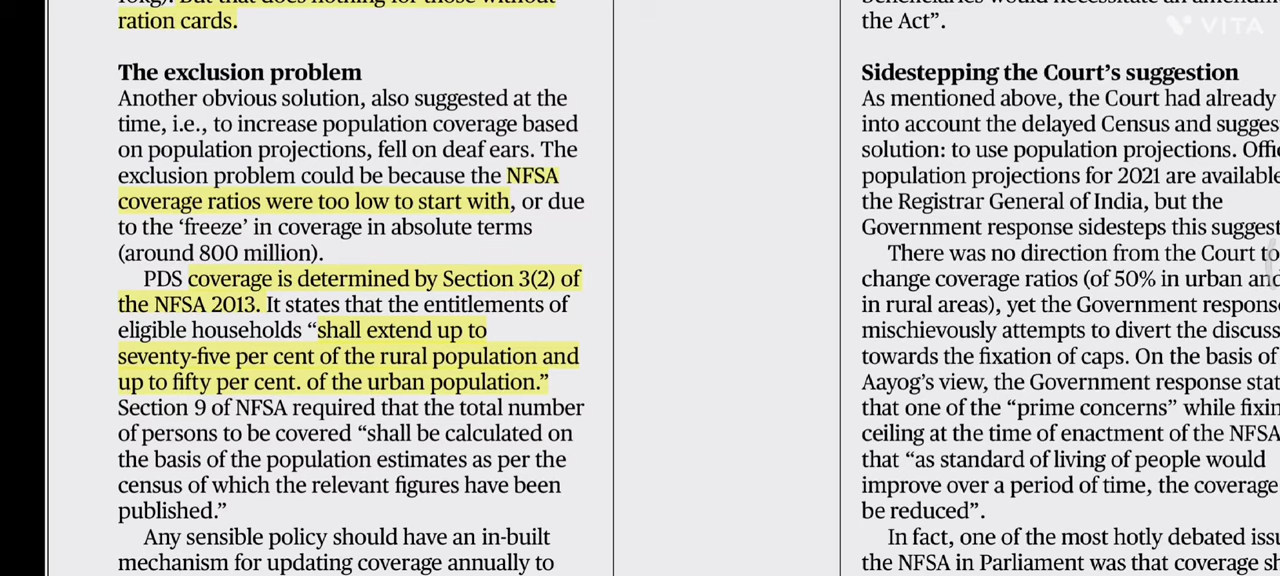 ration cards.
The exclusion problem
Another obvious solution, also suggested at the
time, i.e., to increase population coverage based
on population projections, fell on deaf ears. The
exclusion problem could be because the NFSA
coverage ratios were too low to start with, or due
to the ‘freeze’ in coverage in absolute terms
(around 800 million).
PDS coverage is determined by Section 3(2) of
the NFSA 2013. It states that the entitlements of
eligible households “shall extend up to
seventy-five per cent of the rural population and
up to fifty per cent. of the urban population.”
Section 9 of NFSA required that the total number
of persons to be covered “shall be calculated on
the basis of the population estimates as per the
census of which the relevant figures have been
published.”
Any sensible policy should have an in-built
mechanism for updating coverage annually to
the Act”.
Sidestepping the Court’s suggestion
As mentioned above, the Court had already
into account the delayed Census and
solution: to use population projections.
population projections for 2021 are available
the Registrar General of India, but the
Government response sidesteps this
There was no direction from the Court to
change coverage ratios (of 50% in urban and
in rural areas), yet the Government
mischievously attempts to divert the
towards the fixation of caps. On the basis of
Aayog’s view, the Government response
that one of the “prime concerns” while
ceiling at the time of enactment of the NFSA
that “as standard of living of people would
improve over a period of time, the coverage
be reduced”.
In fact, one of the most hotly debated
the NFSA in Parliament was that coverage
VITA